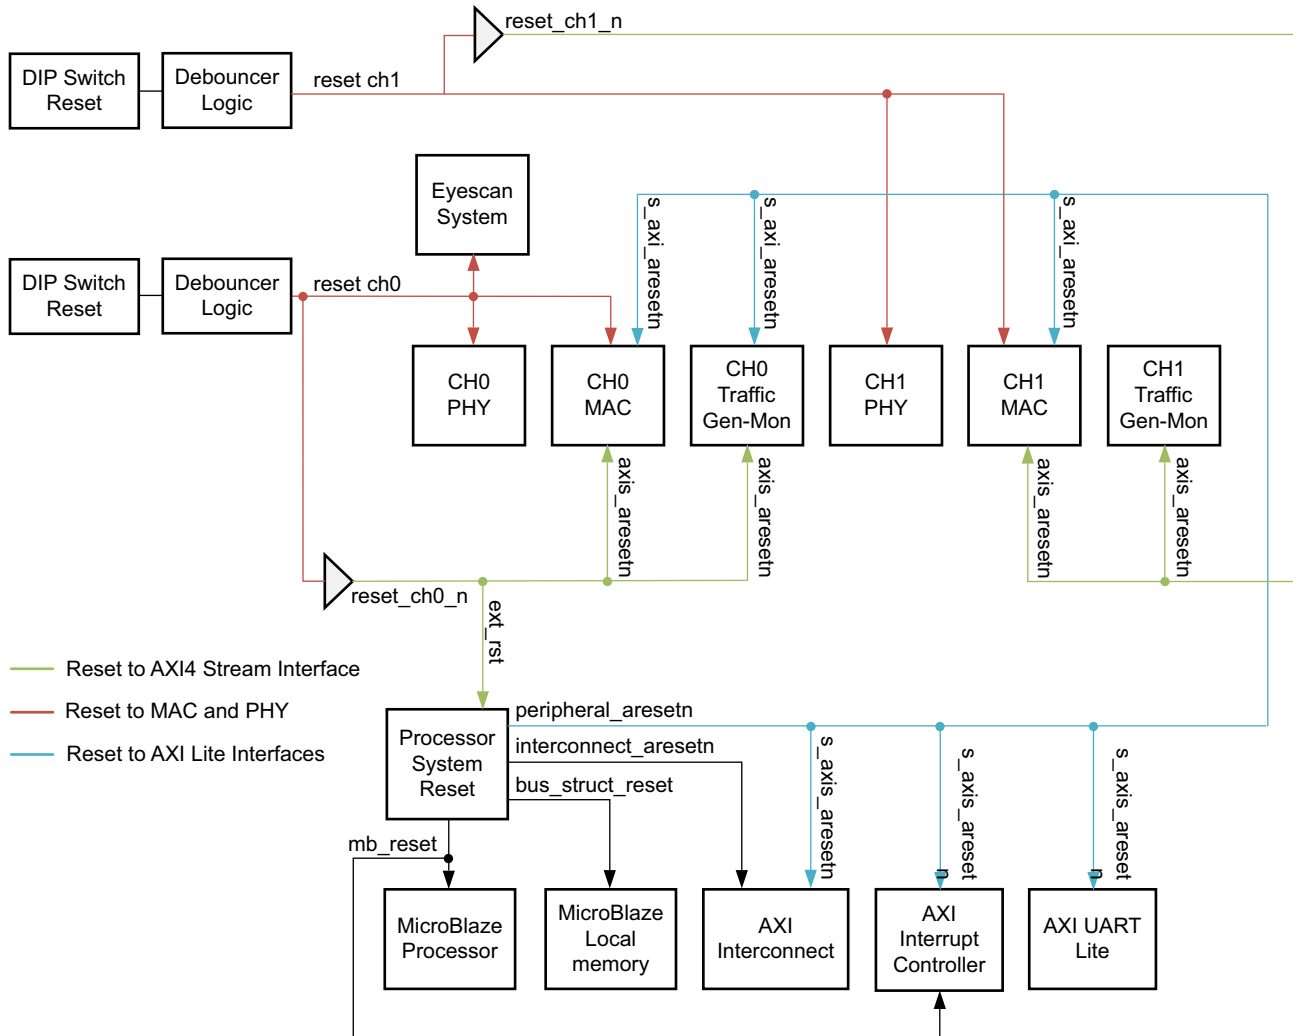 reset_ch1_n
DIP Switch
Reset
Debouncer
Logic
reset ch1
Eyescan
System
s_axi_aresetn
s_axi_aresetn
s_axi_aresetn
DIP Switch
Reset
Debouncer
Logic
reset ch0
CH0
PHY
CH0
MAC
CH0
Traffic
Gen-Mon
CH1
PHY
CH1
MAC
CH1
Traffic
Gen-Mon
axis_aresetn
axis_aresetn
axis_aresetn
axis_aresetn
reset_ch0_n
ext_rst
Reset to AXI4 Stream Interface
Reset to MAC and PHY
Reset to AXI Lite Interfaces
Processor
System
Reset
peripheral_aresetn
interconnect_aresetn
bus_struct_reset
mb_reset
s_axis_aresetn
s_axis_areset
n
s_axis_areset
n
MicroBlaze
Processor
MicroBlaze
Local
memory
AXI
Interconnect
AXI
Interrupt
Controller
AXI UART
Lite